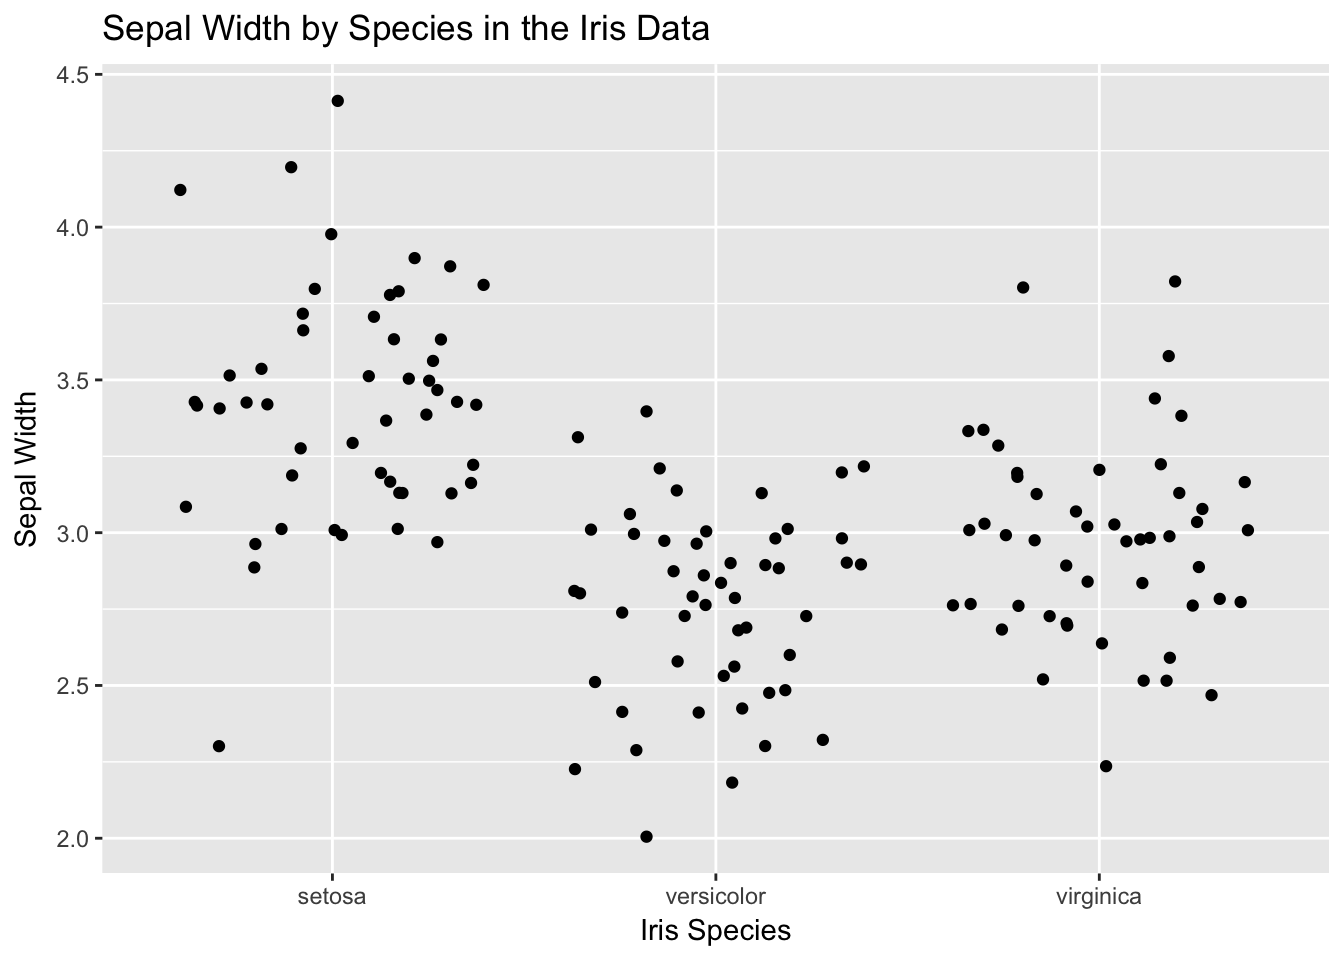 Sepal Width by Species in the Iris Data
4.5
4.0
3.5
3.0
2.5
2.0
Sepal Width
setosa versicolor virginica
Iris Species